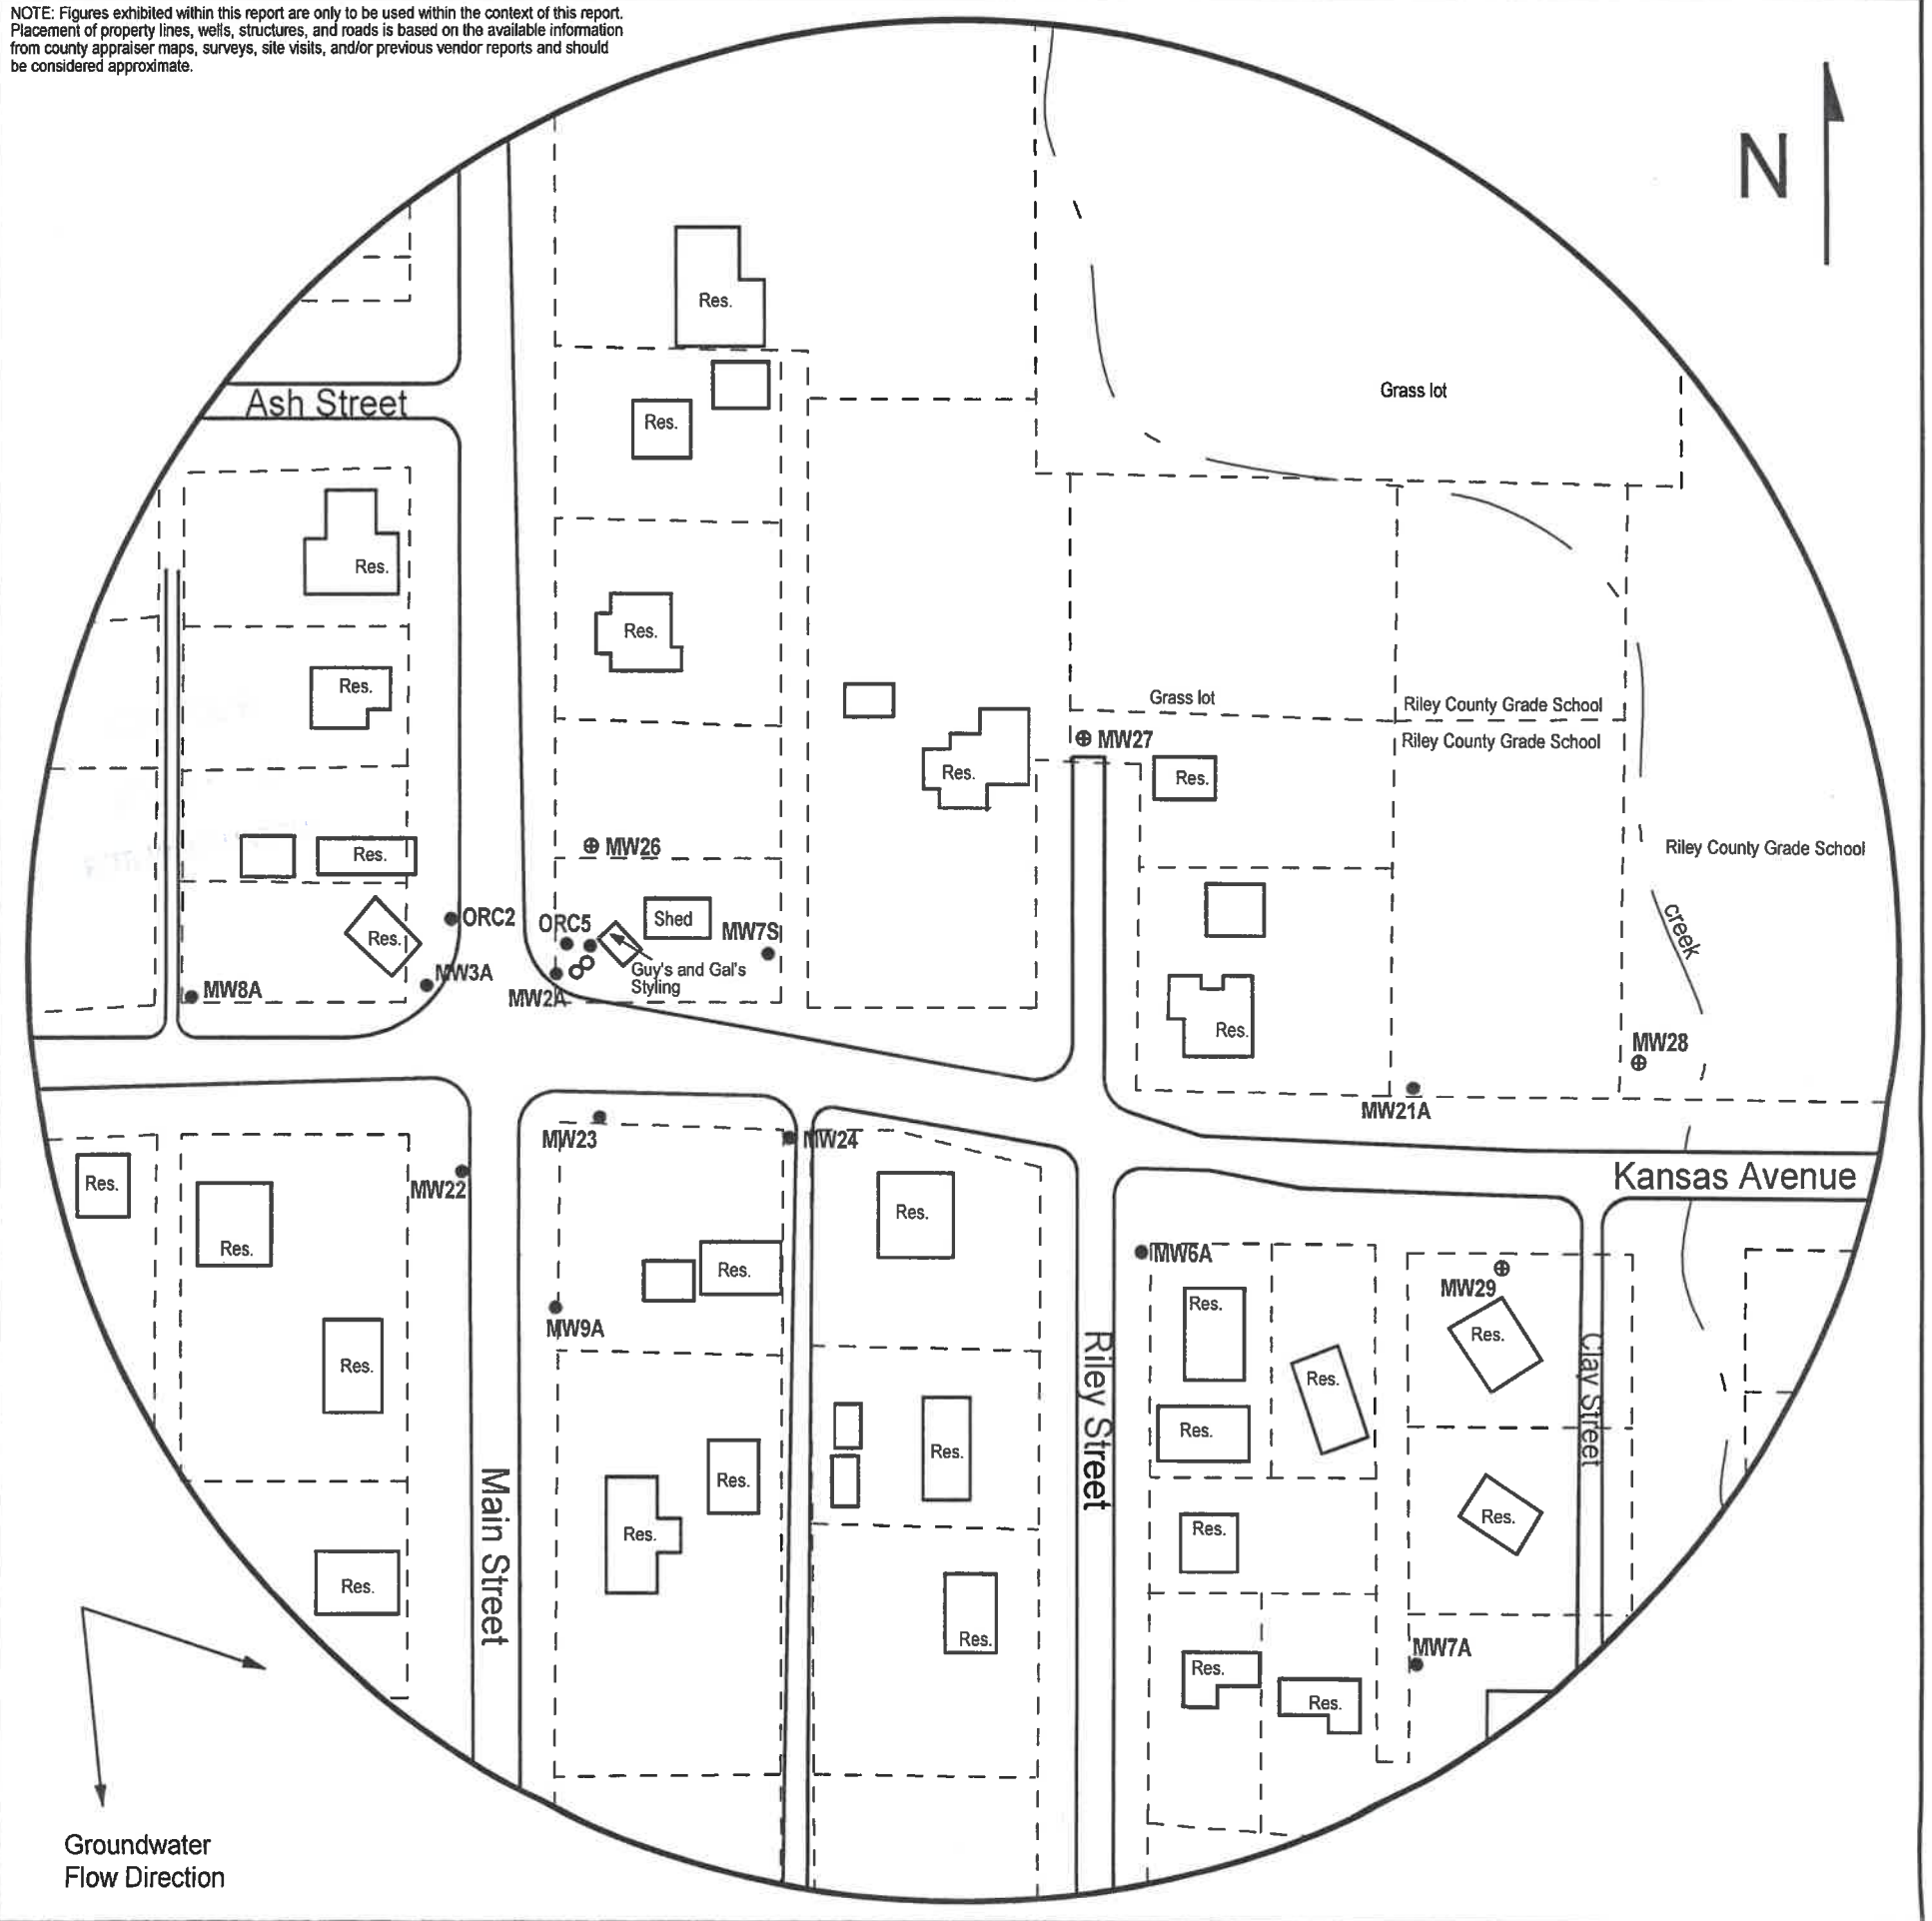 NOTE: Figures exhibited within this report are only to be used within the context of this report.
Placement of property lines, wells, structures, and roads is based on the available information
from county appraiser maps, surveys, site visits, and/or previous vendor reports and should
be considered approximate.
N
Res.
Ash Street
Grass lot
Res.
Res.
Res.
Res.
Grass lot
Riley County Grade School
Riley County Grade School
MW27
Res.
Res.
MW26
Res.
Riley County Grade School
ORC2
ORC5
Shed
MW7S
Res.
creek
Guy's and Gal's
Styling
MW3A
MW8A
MW2A
Res.
MW28
MW21A
MW23
MW24
Kansas Avenue
Res.
MW22
Res.
Res.
MW6A
Res.
MW29
Res.
MW9A
Res.
Res.
Res.
Res.
Riley Street
Clay Street
Res.
Res.
Res.
Main Street
Res.
Res.
Res.
Res.
Res.
MW7A
Res.
Res.
Groundwater
Flow Direction